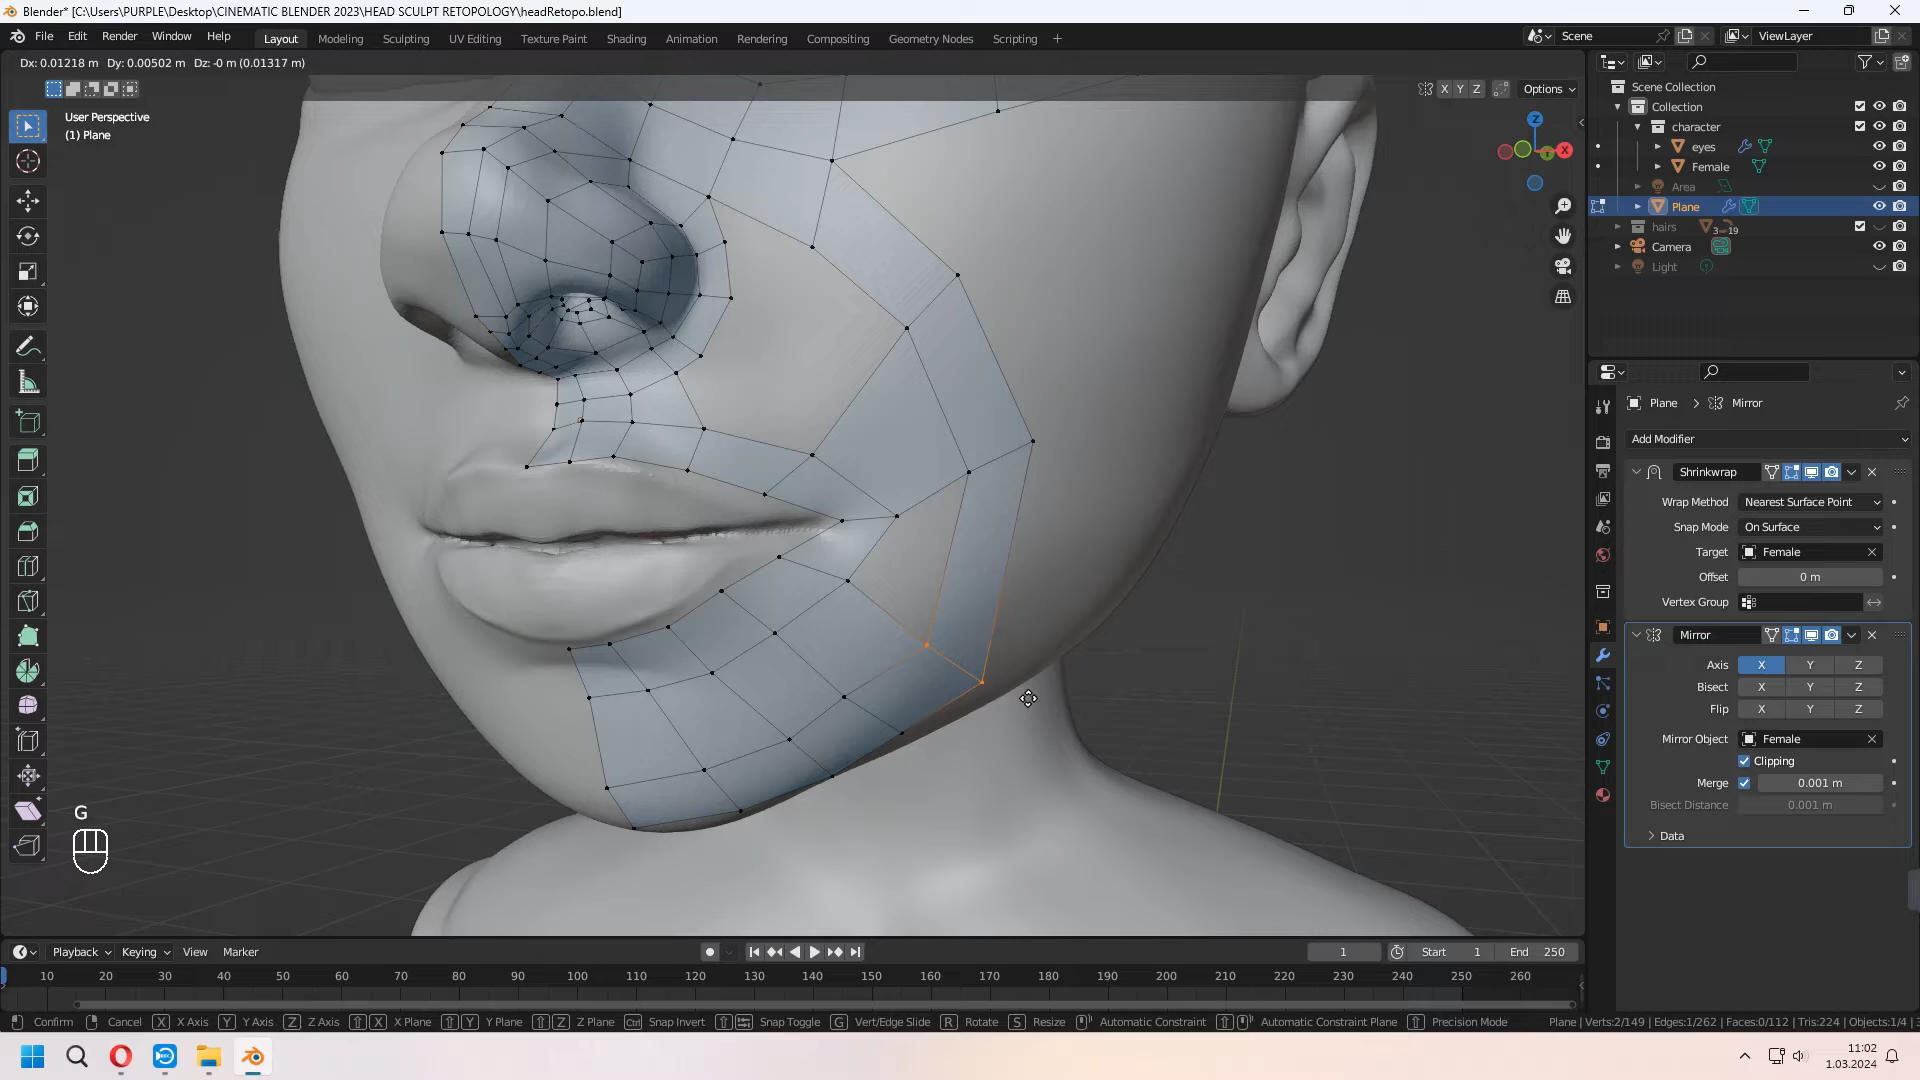 Blender* [C:\Users\PURPLE\Desktop\CINEMATIC BLENDER 2023\HEAD SCULPT RETOPOLOGY\headRetopo.blend]
File Edit Render Window Help Layout Modeling Sculpting UV Editing Texture Paint Shading Animation Rendering Compositing Geometry Nodes Scripting + Scene ViewLayer
Dx: 0.01218 m Dy: 0.00502 m Dz: -0 m (0.01317 m)
X Y Z Options
User Perspective
(1) Plane
Z
X
Y
Scene Collection
Collection
character
eyes
Female
Area
Plane
hairs 3 19
Camera
Light
Plane > Mirror
Add Modifier
Shrinkwrap
Wrap Method Nearest Surface Point
Snap Mode On Surface
Target Female
Offset 0 m
Vertex Group
Mirror
Axis X Y Z
Bisect X Y Z
Flip X Y Z
Mirror Object Female
Clipping
Merge 0.001 m
Bisect Distance 0.001 m
Data
G
Playback Keying View Marker 1 Start 1 End 250
10 20 30 40 50 60 70 80 90 100 110 120 130 140 150 160 170 180 190 200 210 220 230 240 250 260
Confirm Cancel X X Axis Y Y Axis Z Z Axis X X Plane Y Y Plane Z Z Plane Ctrl Snap Invert Snap Toggle G Vert/Edge Slide R Rotate S Resize Automatic Constraint Automatic Constraint Plane Precision Mode Plane | Verts:2/149 | Edges:1/262 | Faces:0/112 | Tris:224 | Objects:1/4 | 3
REC
11:02
1.03.2024